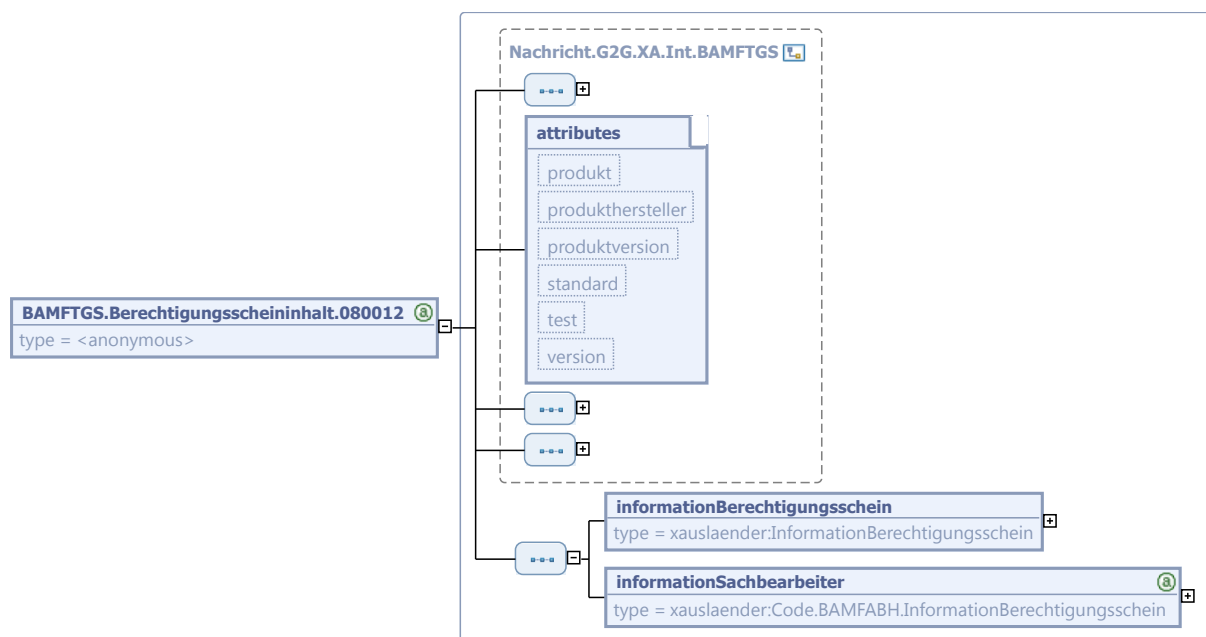 Nachricht.G2G.XA.Int.BAMFTGS
attributes
produkt
produkthersteller
produktversion
standard
test
version
BAMFTGS.Berechtigungsscheininhalt.080012
type = <anonymous>
informationBerechtigungsschein
type = xauslaender:InformationBerechtigungsschein
informationSachbearbeiter
type = xauslaender:Code.BAMFABH.InformationBerechtigungsschein